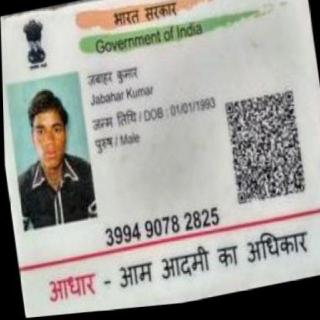 भारत सरकार
Government of India
जबाहर कुमार
Jabahar Kumar
जन्म तिथि / DOB : 01/01/1993
पुरुष / Male
3994 9078 2825
आधार - आम आदमी का अधिकार